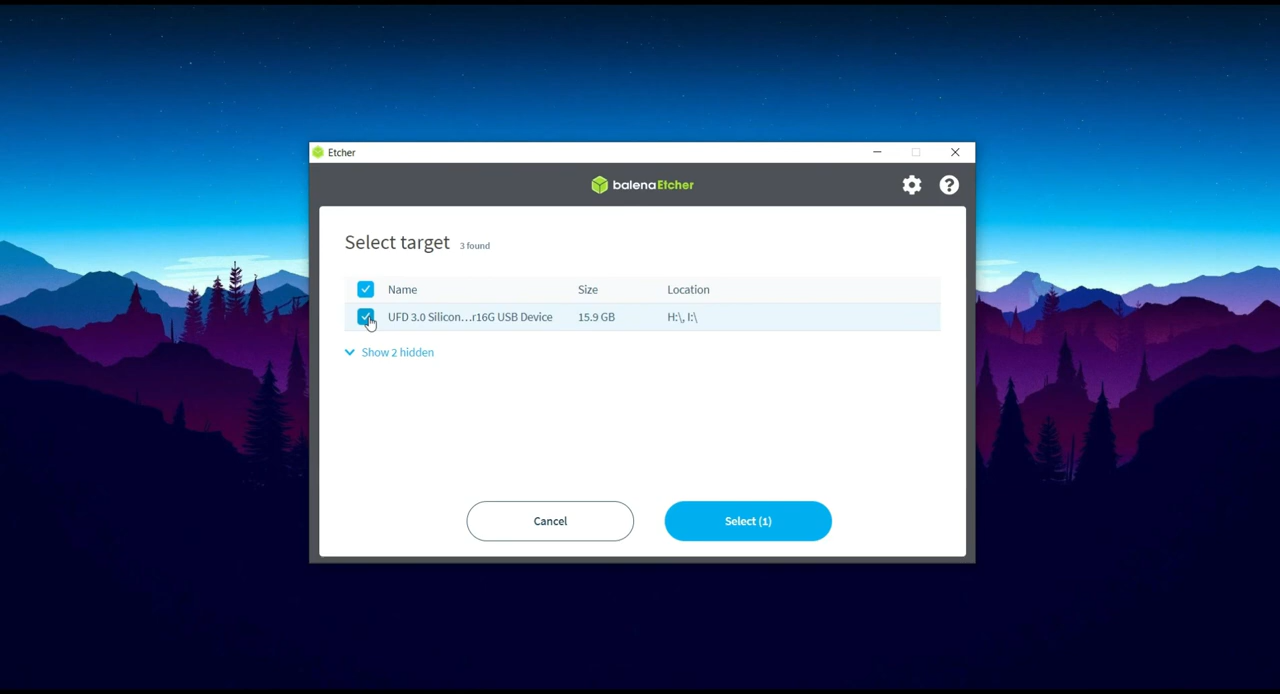 Etcher
balenaEtcher
Select target 3 found
Name Size Location
UFD 3.0 Silicon...r16G USB Device 15.9 GB H:\, I:\
Show 2 hidden
Cancel Select (1)